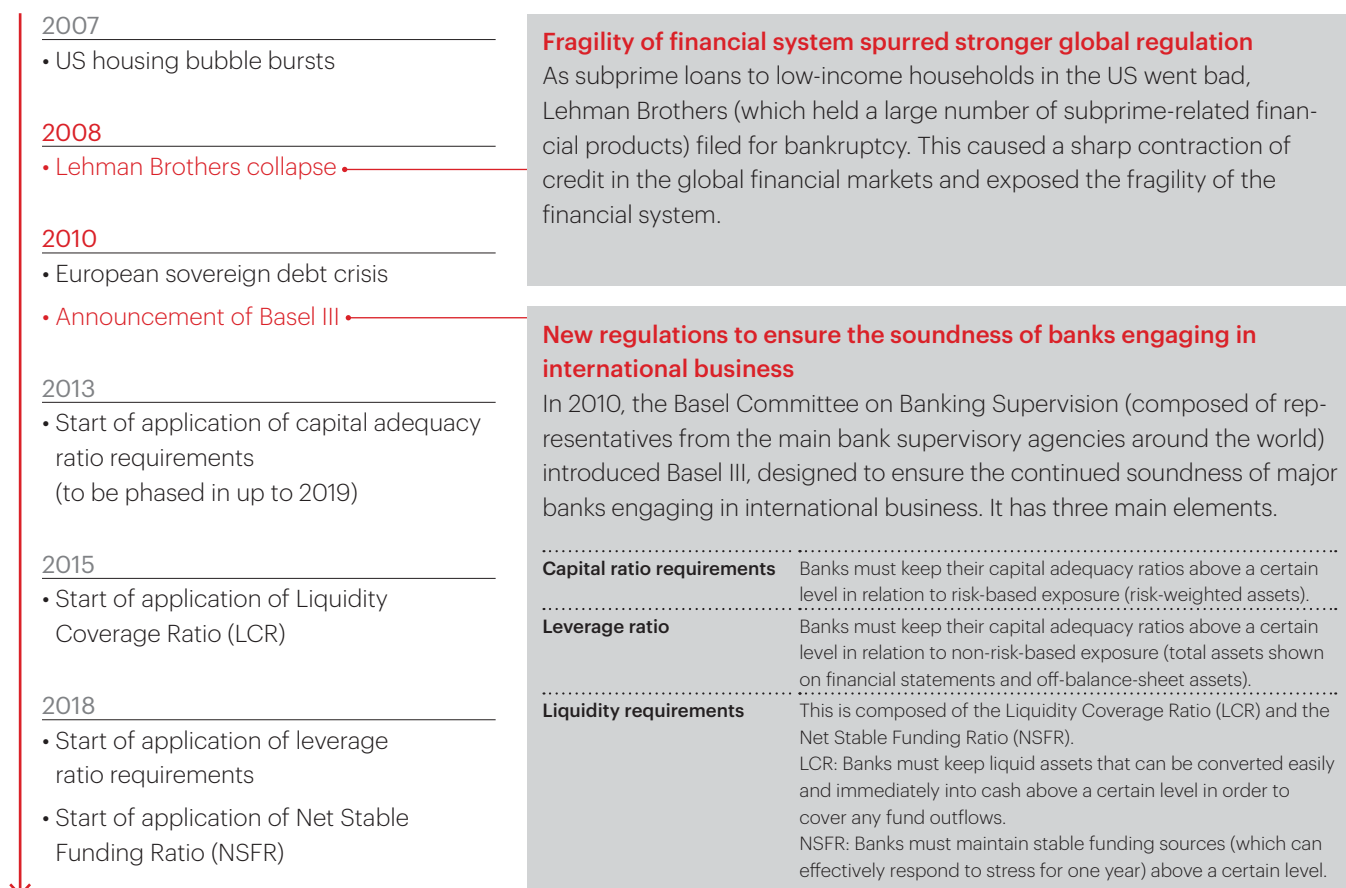 2007
• US housing bubble bursts
2008
• Lehman Brothers collapse
2010
• European sovereign debt crisis
• Announcement of Basel III
2013
• Start of application of capital adequacy
ratio requirements
(to be phased in up to 2019)
2015
• Start of application of Liquidity
Coverage Ratio (LCR)
2018
• Start of application of leverage
ratio requirements
• Start of application of Net Stable
Funding Ratio (NSFR)
Fragility of financial system spurred stronger global regulation
As subprime loans to low-income households in the US went bad,
Lehman Brothers (which held a large number of subprime-related finan-
cial products) filed for bankruptcy. This caused a sharp contraction of
credit in the global financial markets and exposed the fragility of the
financial system.
New regulations to ensure the soundness of banks engaging in
international business
In 2010, the Basel Committee on Banking Supervision (composed of rep-
resentatives from the main bank supervisory agencies around the world)
introduced Basel III, designed to ensure the continued soundness of major
banks engaging in international business. It has three main elements.
Capital ratio requirements Banks must keep their capital adequacy ratios above a certain
level in relation to risk-based exposure (risk-weighted assets).
Leverage ratio Banks must keep their capital adequacy ratios above a certain
level in relation to non-risk-based exposure (total assets shown
on financial statements and off-balance-sheet assets).
Liquidity requirements This is composed of the Liquidity Coverage Ratio (LCR) and the
Net Stable Funding Ratio (NSFR).
LCR: Banks must keep liquid assets that can be converted easily
and immediately into cash above a certain level in order to
cover any fund outflows.
NSFR: Banks must maintain stable funding sources (which can
effectively respond to stress for one year) above a certain level.